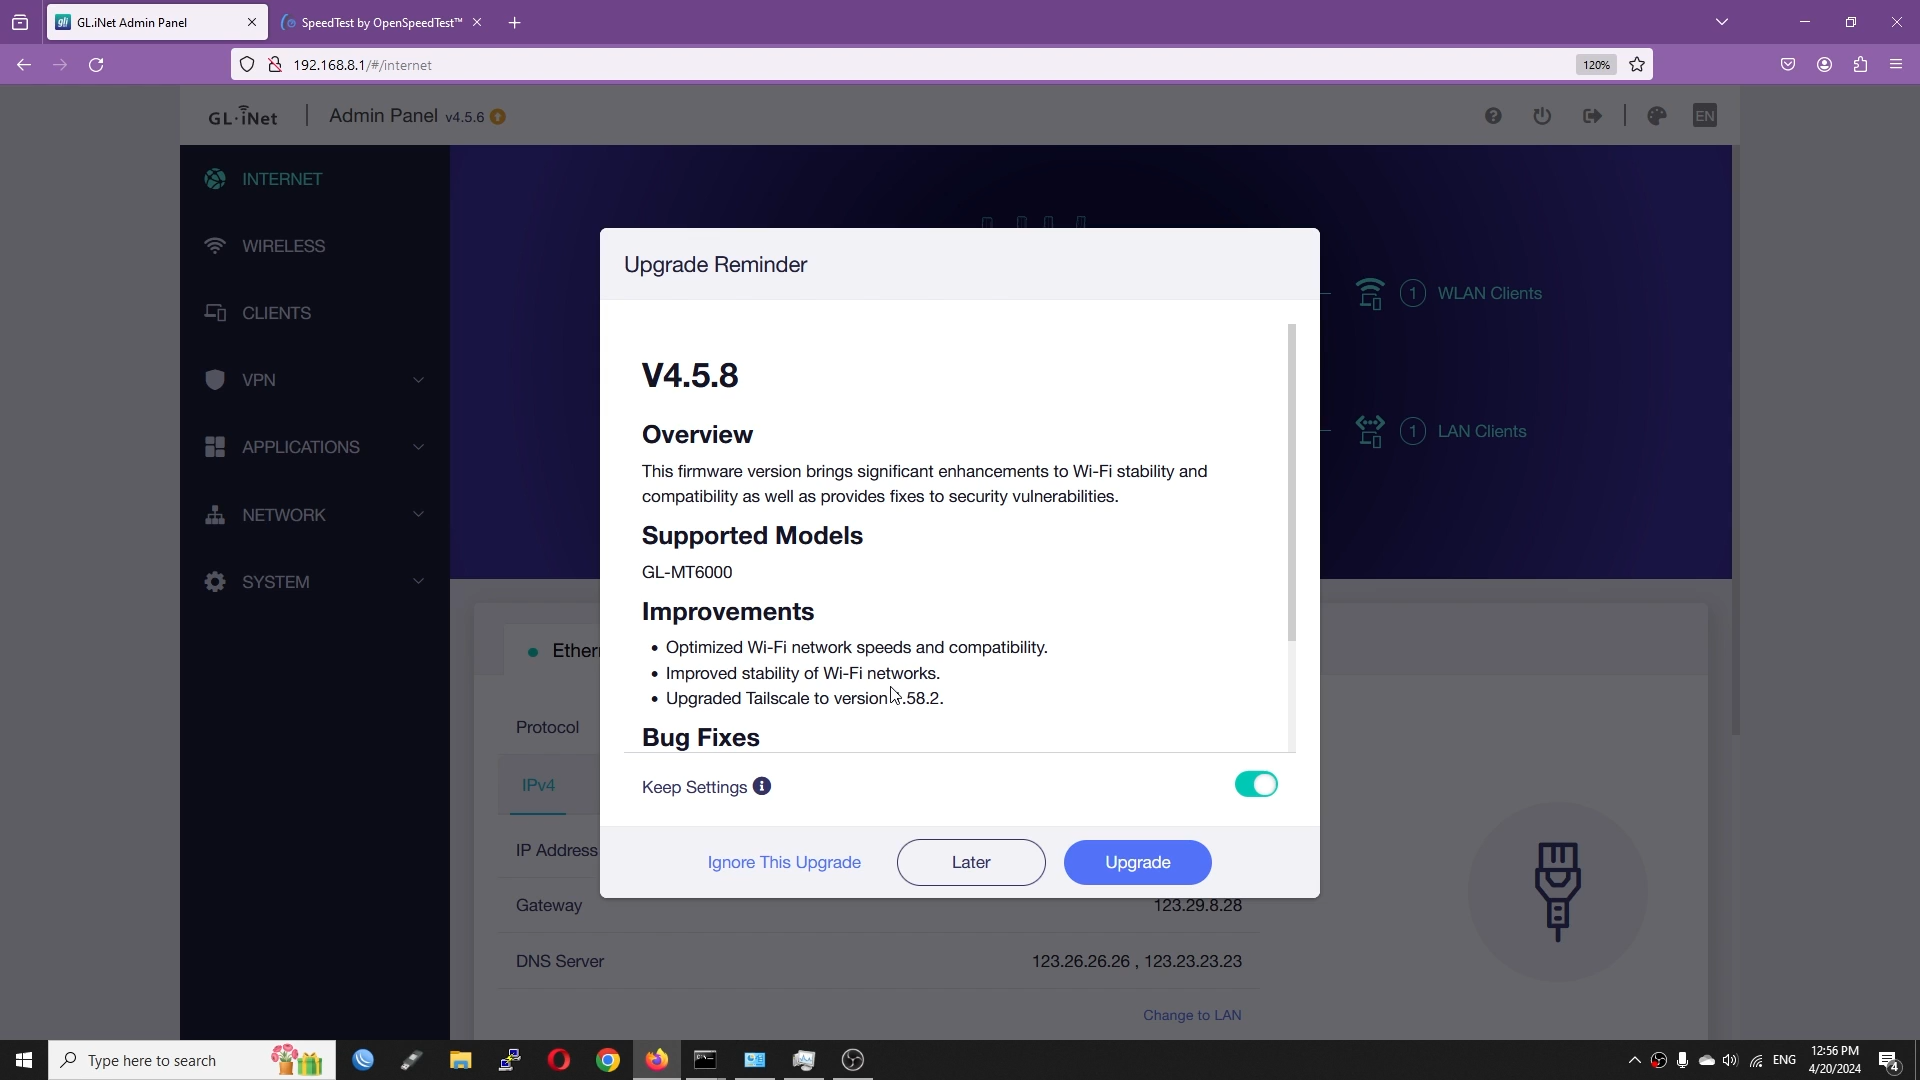 GL.iNet Admin Panel
SpeedTest by OpenSpeedTest™
192.168.8.1/#/internet
120%
GL·iNet
Admin Panel v4.5.6
EN
INTERNET
WIRELESS
CLIENTS
VPN
APPLICATIONS
NETWORK
SYSTEM
1 WLAN Clients
1 LAN Clients
Upgrade Reminder
V4.5.8
Overview
This firmware version brings significant enhancements to Wi-Fi stability and
compatibility as well as provides fixes to security vulnerabilities.
Supported Models
GL-MT6000
Improvements
• Optimized Wi-Fi network speeds and compatibility.
• Improved stability of Wi-Fi networks.
• Upgraded Tailscale to version .58.2.
Bug Fixes
Keep Settings
Ignore This Upgrade
Later
Upgrade
Protocol
IPv4
IP Address
Gateway
123.29.8.28
DNS Server
123.26.26.26 , 123.23.23.23
Change to LAN
Type here to search
ENG
12:56 PM
4/20/2024
4